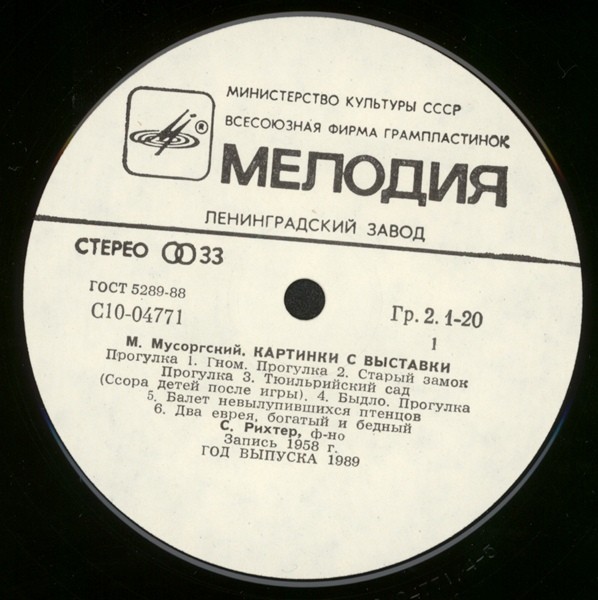 МИНИСТЕРСТВО КУЛЬТУРЫ СССР
ВСЕСОЮЗНАЯ ФИРМА ГРАМПЛАСТИНОК
®
МЕЛОДИЯ
ЛЕНИНГРАДСКИЙ ЗАВОД
СТЕРЕО 33
ГОСТ 5289-88
С10-04771
Гр. 2. 1-20
1
М. Мусоргский. КАРТИНКИ С ВЫСТАВКИ
Прогулка 1. Гном. Прогулка 2. Старый замок
Прогулка 3. Тюильрийский сад
(Ссора детей после игры). 4. Быдло. Прогулка
5. Балет невылупившихся птенцов
6. Два еврея, богатый и бедный
С. Рихтер, ф-но
Запись 1958 г.
ГОД ВЫПУСКА 1989